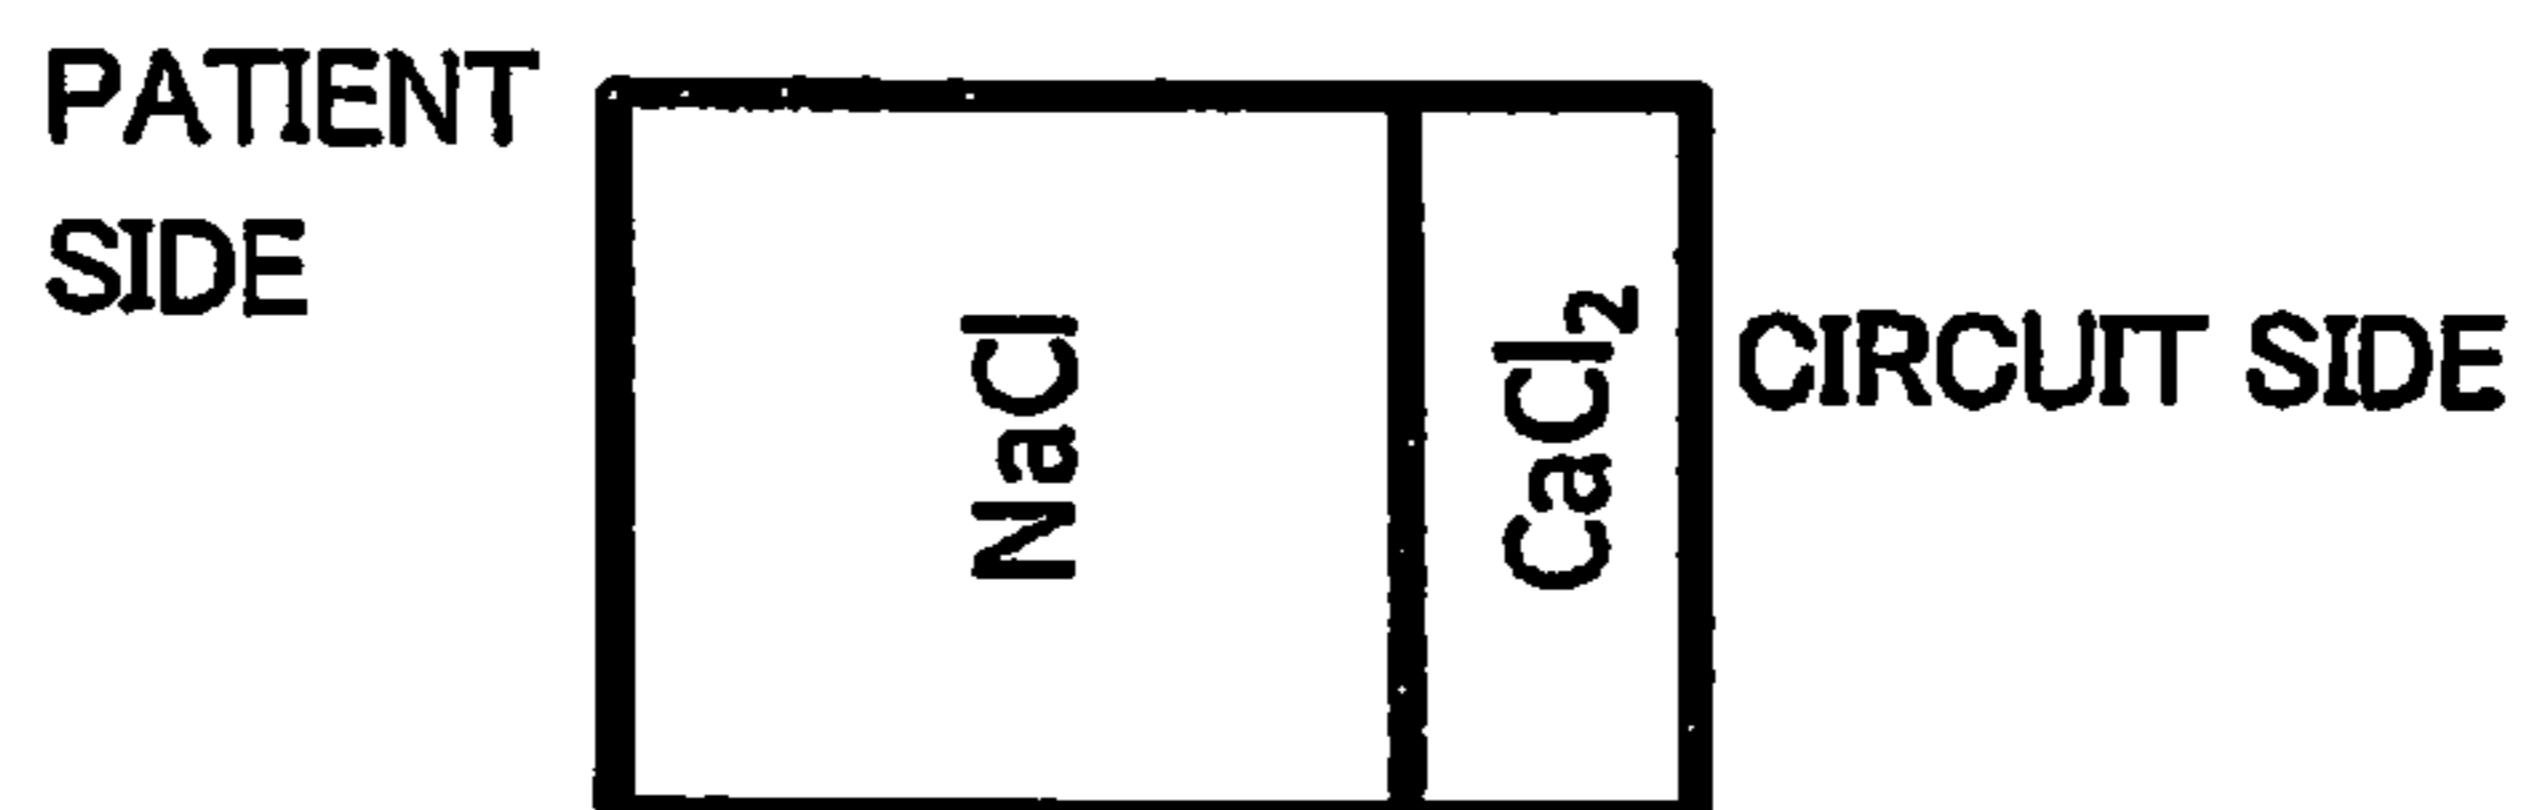 PATIENT
SIDE
NaCl
CaCl₂
CIRCUIT SIDE